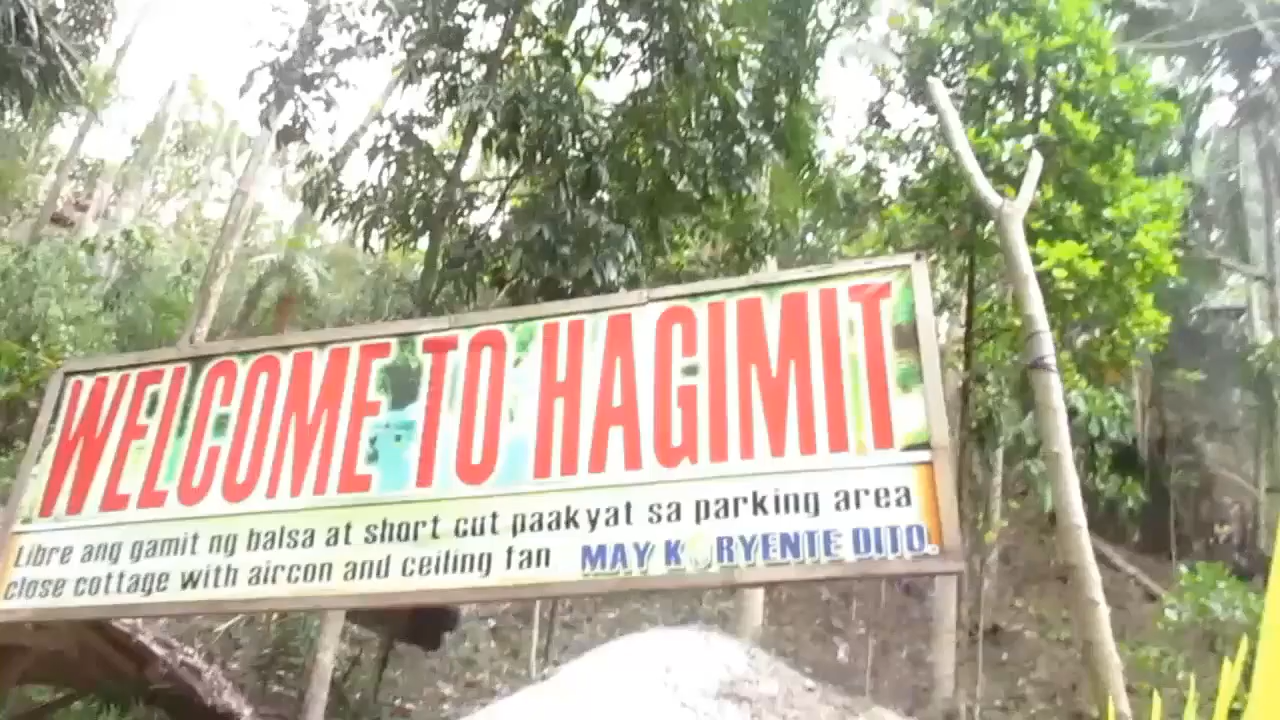 WELCOME TO HAGIMIT
Libre ang gamit ng balsa at short cut paakyat sa parking area
close cottage with aircon and ceiling fan MAY KORYENTE DITO.